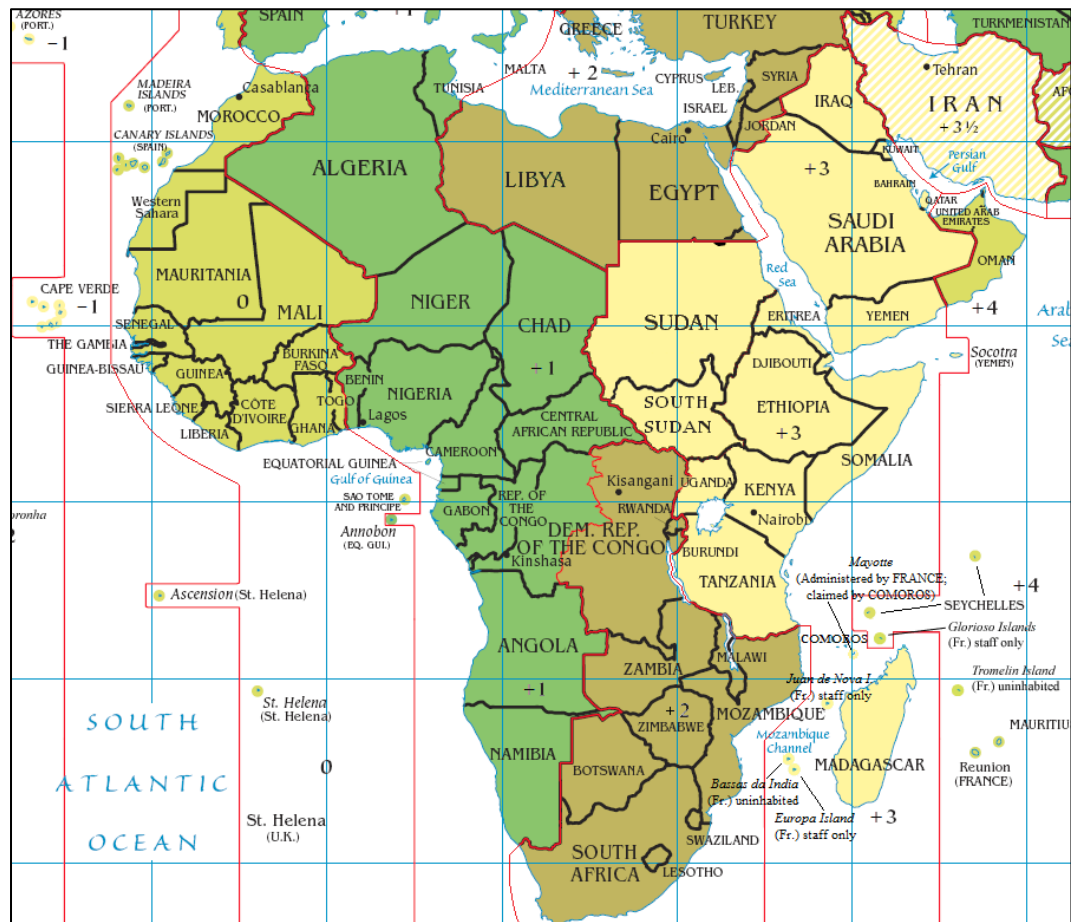 AZORES
(PORT.)
−1
SPAIN
+1
GREECE
TURKEY
TURKMENISTAN
MADEIRA
ISLANDS
(PORT.)
Casablanca
MOROCCO
TUNISIA
MALTA
+2
Mediterranean Sea
CYPRUS
LEB.
ISRAEL
SYRIA
Tehran
IRAN
+3 ½
IRAQ
JORDAN
Cairo
KUWAIT
Persian
Gulf
BAHRAIN
QATAR
UNITED ARAB
EMIRATES
CANARY ISLANDS
(SPAIN)
ALGERIA
LIBYA
EGYPT
+3
SAUDI
ARABIA
OMAN
Western
Sahara
MAURITANIA
0
MALI
NIGER
CHAD
+1
SUDAN
Red
Sea
ERITREA
YEMEN
+4
CAPE VERDE
−1
SENEGAL
THE GAMBIA
GUINEA-BISSAU
GUINEA
SIERRA LEONE
LIBERIA
CÔTE
D'IVOIRE
BURKINA
FASO
GHANA
TOGO
BENIN
NIGERIA
Lagos
DJIBOUTI
Socotra
(YEMEN)
SOUTH
SUDAN
ETHIOPIA
+3
SOMALIA
CENTRAL
AFRICAN REPUBLIC
CAMEROON
EQUATORIAL GUINEA
Gulf of Guinea
SAO TOME
AND PRINCIPE
Annobon
(EQ. GUI.)
GABON
REP. OF
THE
CONGO
Kisangani
RWANDA
UGANDA
KENYA
Nairobi
DEM. REP.
OF THE CONGO
Kinshasa
BURUNDI
TANZANIA
Mayotte
(Administered by FRANCE;
claimed by COMOROS)
+4
SEYCHELLES
Ascension (St. Helena)
COMOROS
Glorioso Islands
(Fr.) staff only
ANGOLA
+1
ZAMBIA
MALAWI
Juan de Nova I.
(Fr.) staff only
Tromelin Island
(Fr.) uninhabited
St. Helena
(St. Helena)
SOUTH
ATLANTIC
OCEAN
0
St. Helena
(U.K.)
NAMIBIA
+2
ZIMBABWE
MOZAMBIQUE
Mozambique
Channel
BOTSWANA
MADAGASCAR
+3
Reunion
(FRANCE)
Bassas da India
(Fr.) uninhabited
Europa Island
(Fr.) staff only
SWAZILAND
SOUTH
AFRICA
LESOTHO